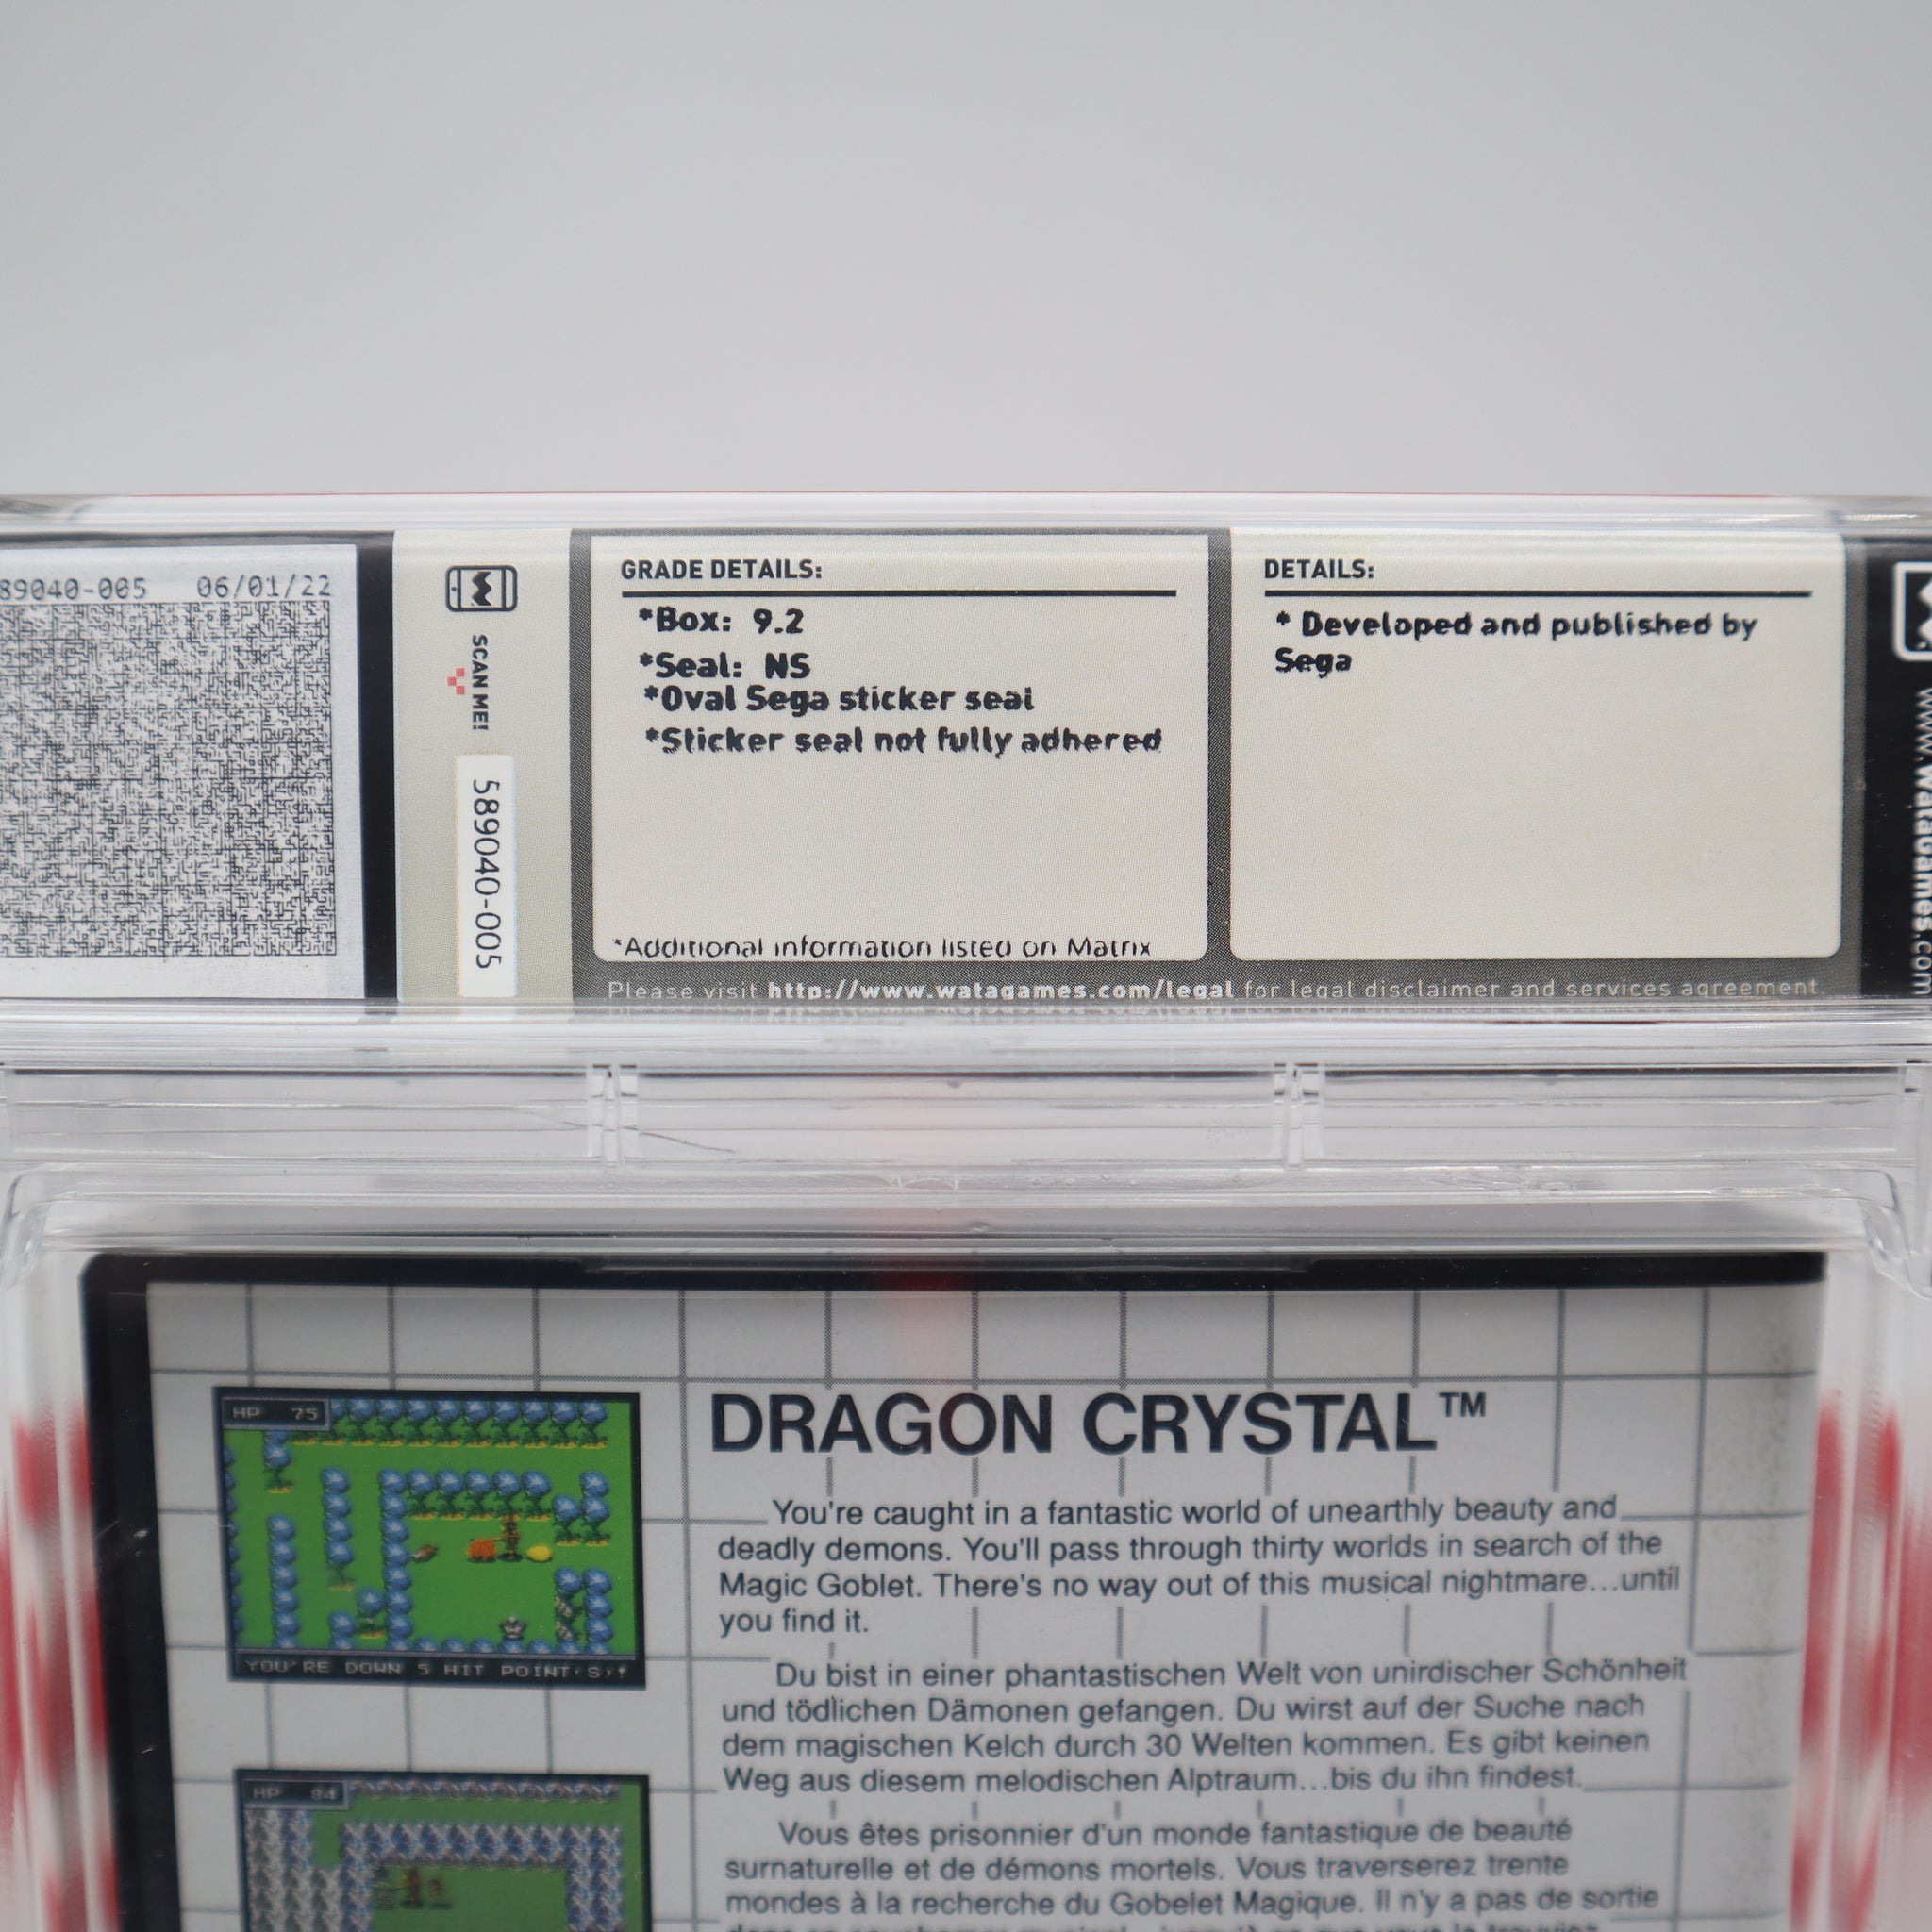 89040-005 06/01/22
SCAN ME!
589040-005
GRADE DETAILS:
*Box: 9.2
*Seal: NS
*Oval Sega sticker seal
*Sticker seal not fully adhered
*Additional information listed on Matrix
DETAILS:
* Developed and published by
Sega
Please visit http://www.watagames.com/legal for legal disclaimer and services agreement.
www.watagames.com
HP 75
YOU'RE DOWN 5 HIT POINT(S)!
HP 84
DRAGON CRYSTAL™
You're caught in a fantastic world of unearthly beauty and
deadly demons. You'll pass through thirty worlds in search of the
Magic Goblet. There's no way out of this musical nightmare...until
you find it.
Du bist in einer phantastischen Welt von unirdischer Schönheit
und tödlichen Dämonen gefangen. Du wirst auf der Suche nach
dem magischen Kelch durch 30 Welten kommen. Es gibt keinen
Weg aus diesem melodischen Alptraum...bis du ihn findest.
Vous êtes prisonnier d'un monde fantastique de beauté
surnaturelle et de démons mortels. Vous traverserez trente
mondes à la recherche du Gobelet Magique. Il n'y a pas de sortie